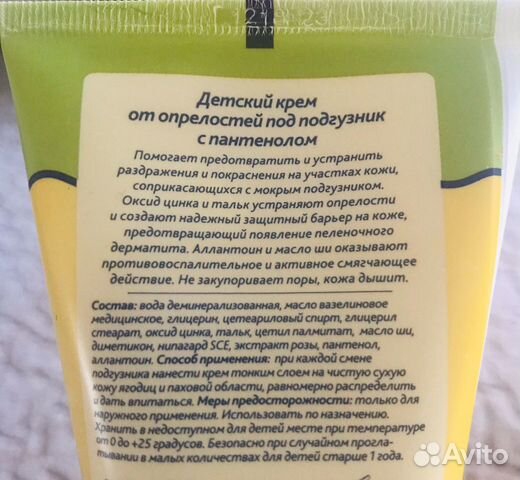 Детский крем
от опрелостей под подгузник
с пантенолом
Помогает предотвратить и устранить
раздражения и покраснения на участках кожи,
соприкасающихся с мокрым подгузником.
Оксид цинка и тальк устраняют опрелости
и создают надежный защитный барьер на коже,
предотвращающий появление пеленочного
дерматита. Аллантоин и масло ши оказывают
противовоспалительное и активное смягчающее
действие. Не закупоривает поры, кожа дышит.
Состав: вода деминерализованная, масло вазелиновое
медицинское, глицерин, цетеариловый спирт, глицерил
стеарат, оксид цинка, тальк, цетил палмитат, масло ши,
диметикон, нипагард SCE, экстракт розы, пантенол,
аллантоин. Способ применения: при каждой смене
подгузника нанести крем тонким слоем на чистую сухую
кожу ягодиц и паховой области, равномерно распределить
и дать впитаться. Меры предосторожности: только для
наружного применения. Использовать по назначению.
Хранить в недоступном для детей месте при температуре
от 0 до +25 градусов. Безопасно при случайном прогла-
тывании в малых количествах для детей старше 1 года.
Avito